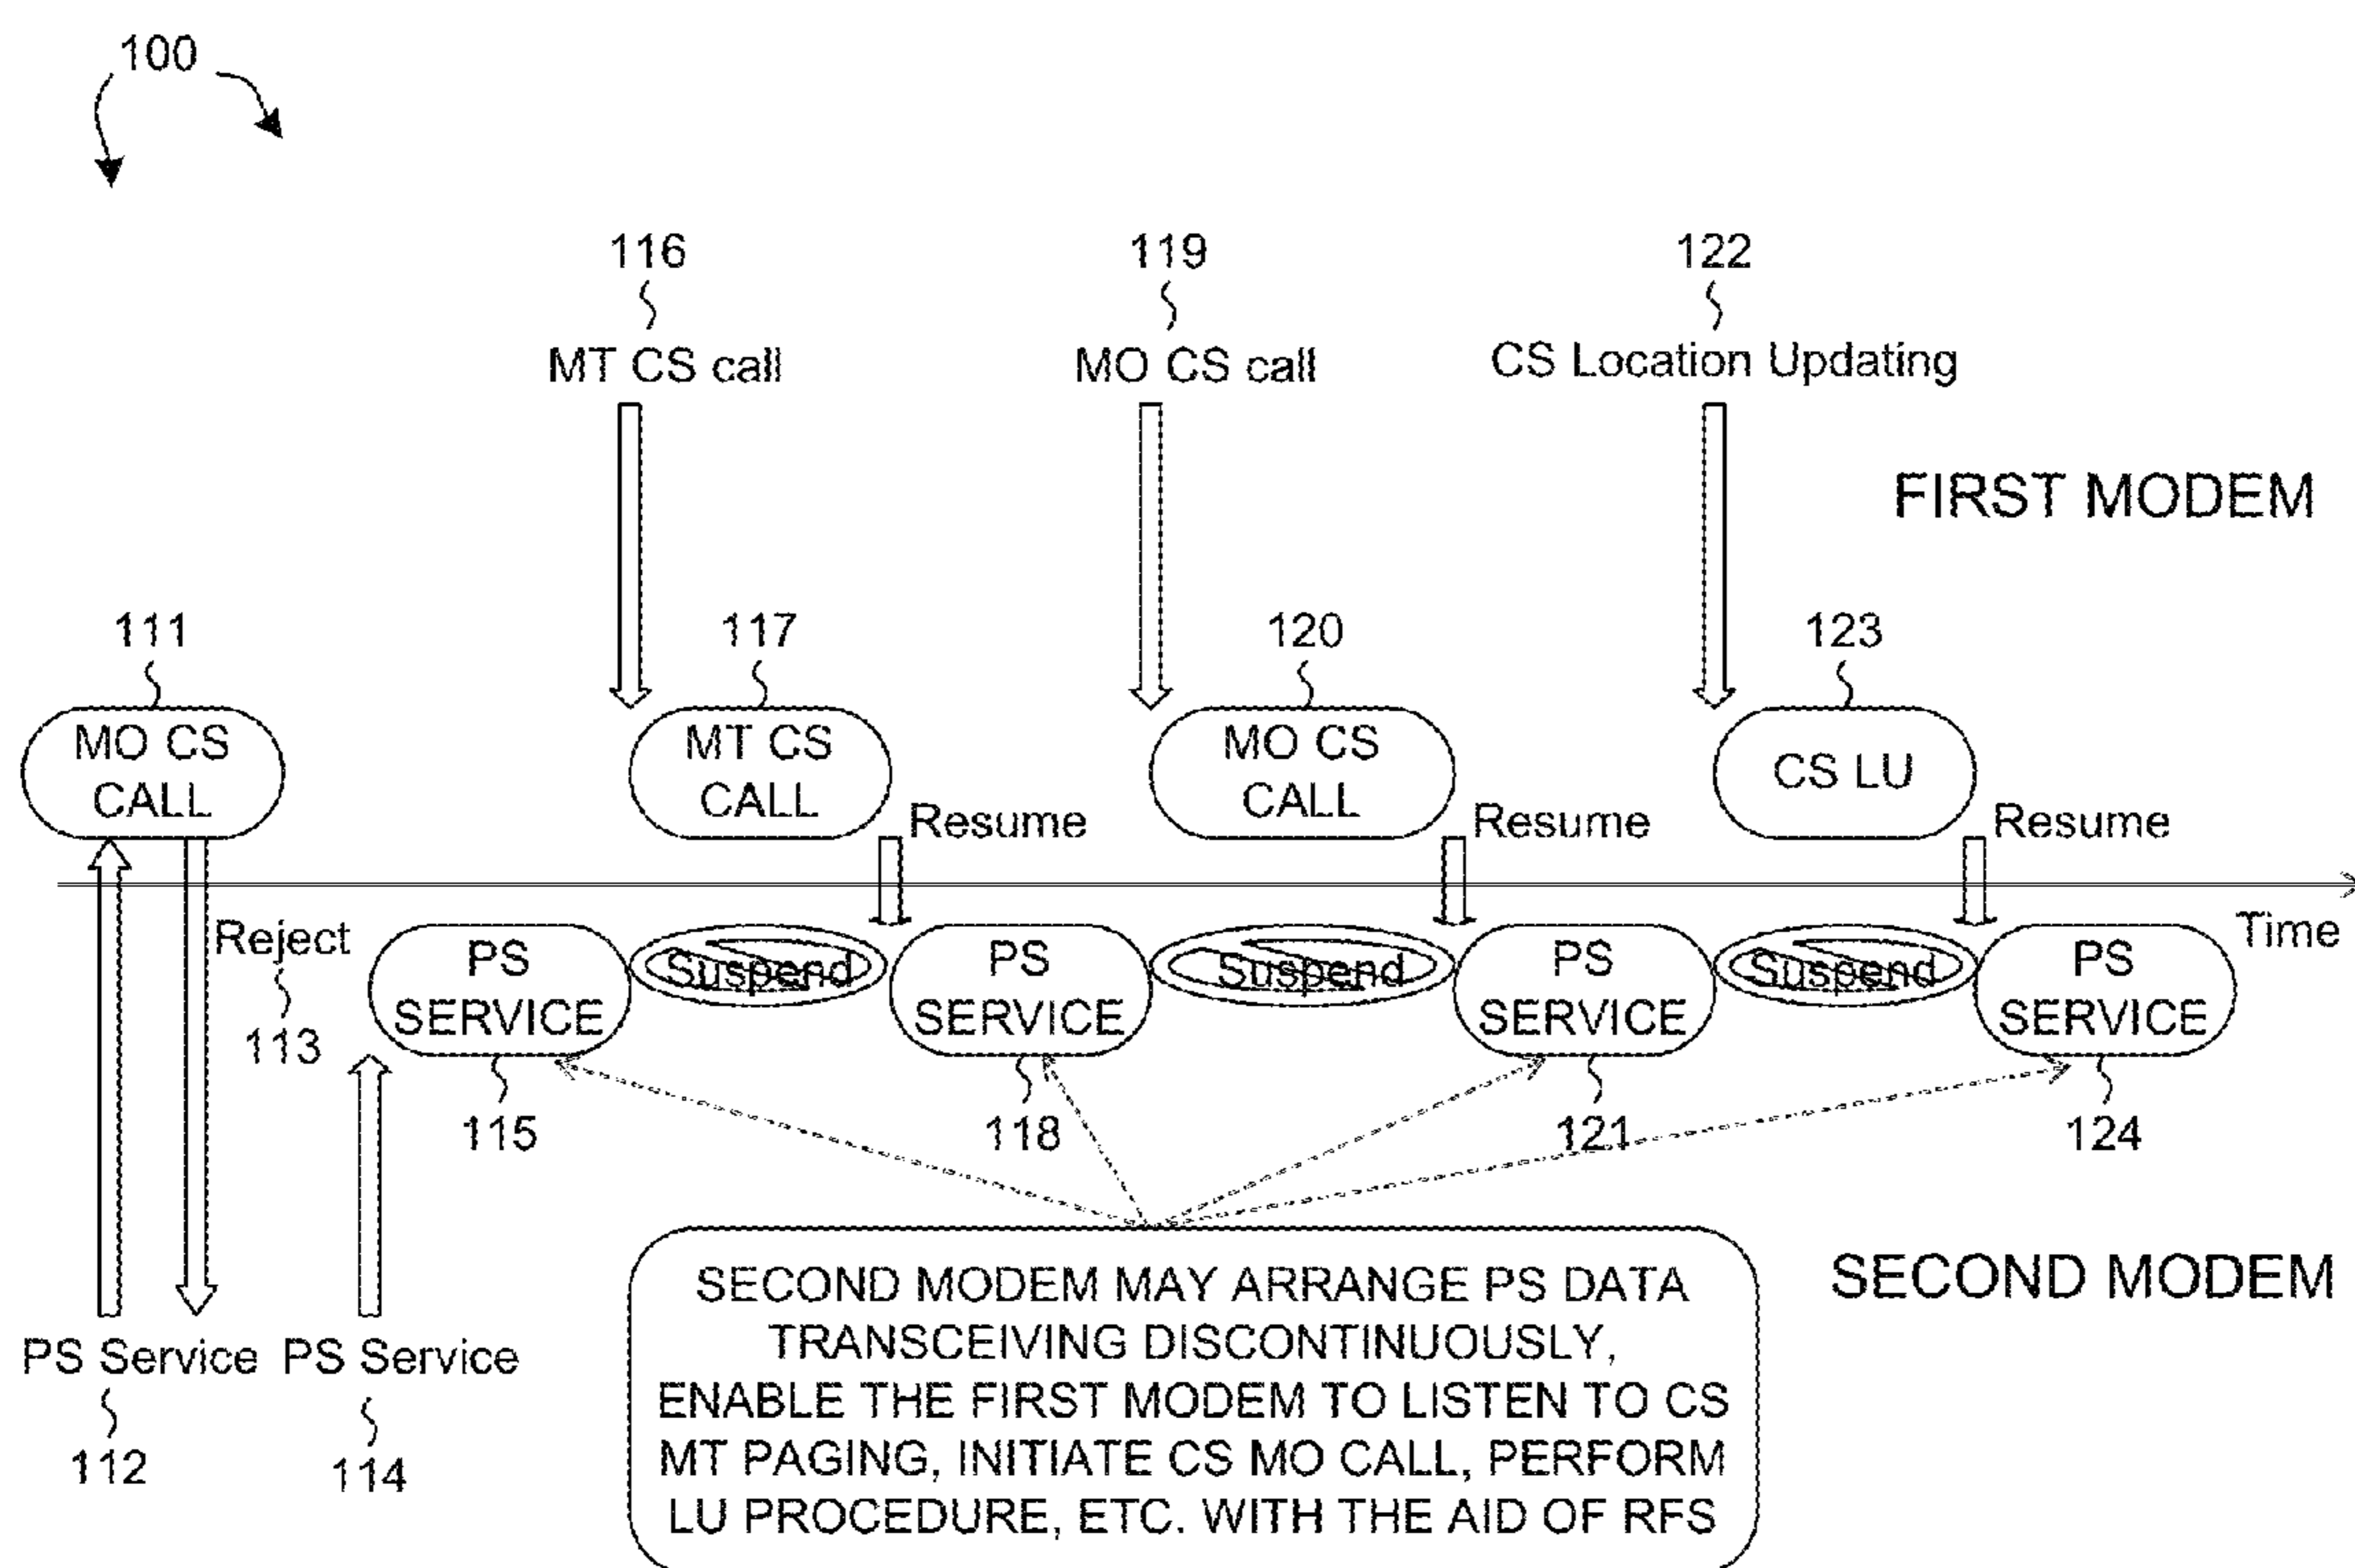 100
116
119
122
MT CS call
MO CS call
CS Location Updating
FIRST MODEM
111
117
120
123
MO CS
CALL
MT CS
CALL
MO CS
CALL
CS LU
Resume
Resume
Resume
Reject
113
PS
SERVICE
Suspend
PS
SERVICE
Suspend
PS
SERVICE
Suspend
PS
SERVICE
Time
115
118
121
124
SECOND MODEM
PS Service
112
PS Service
114
SECOND MODEM MAY ARRANGE PS DATA
TRANSCEIVING DISCONTINUOUSLY,
ENABLE THE FIRST MODEM TO LISTEN TO CS
MT PAGING, INITIATE CS MO CALL, PERFORM
LU PROCEDURE, ETC. WITH THE AID OF RFS